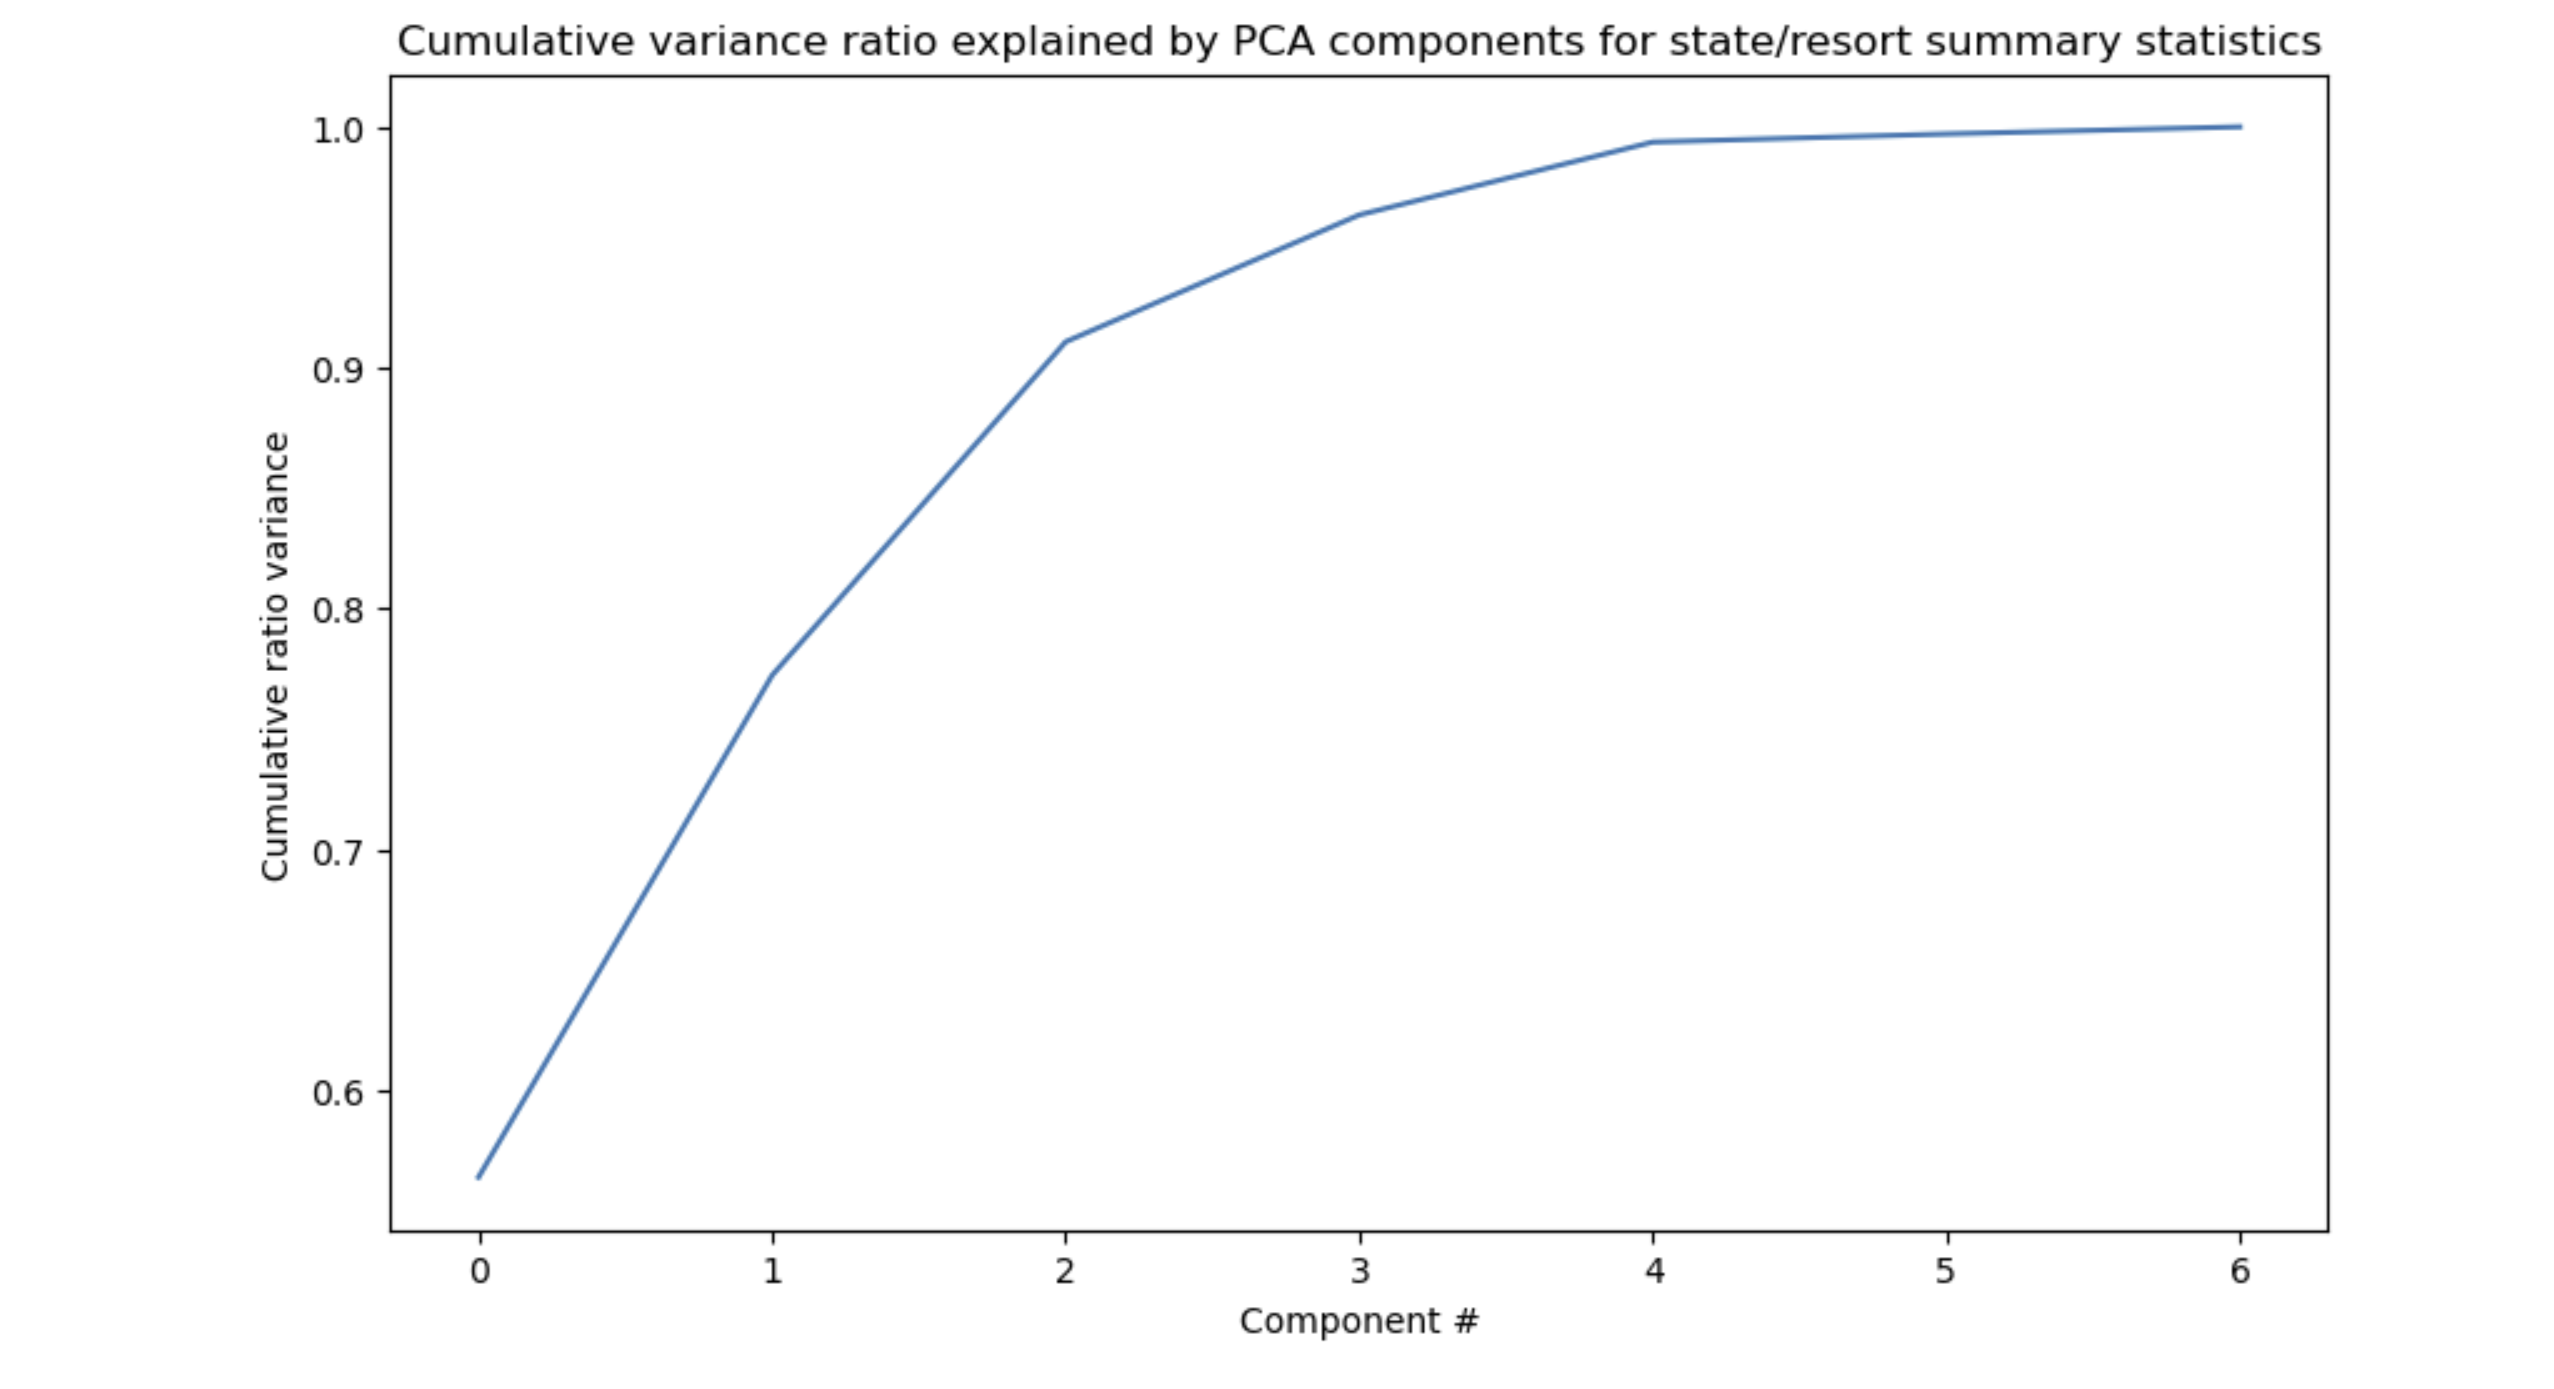 Cumulative variance ratio explained by PCA components for state/resort summary statistics
1.0
0.9
0.8
0.7
0.6
Cumulative ratio variance
0 1 2 3 4 5 6
Component #